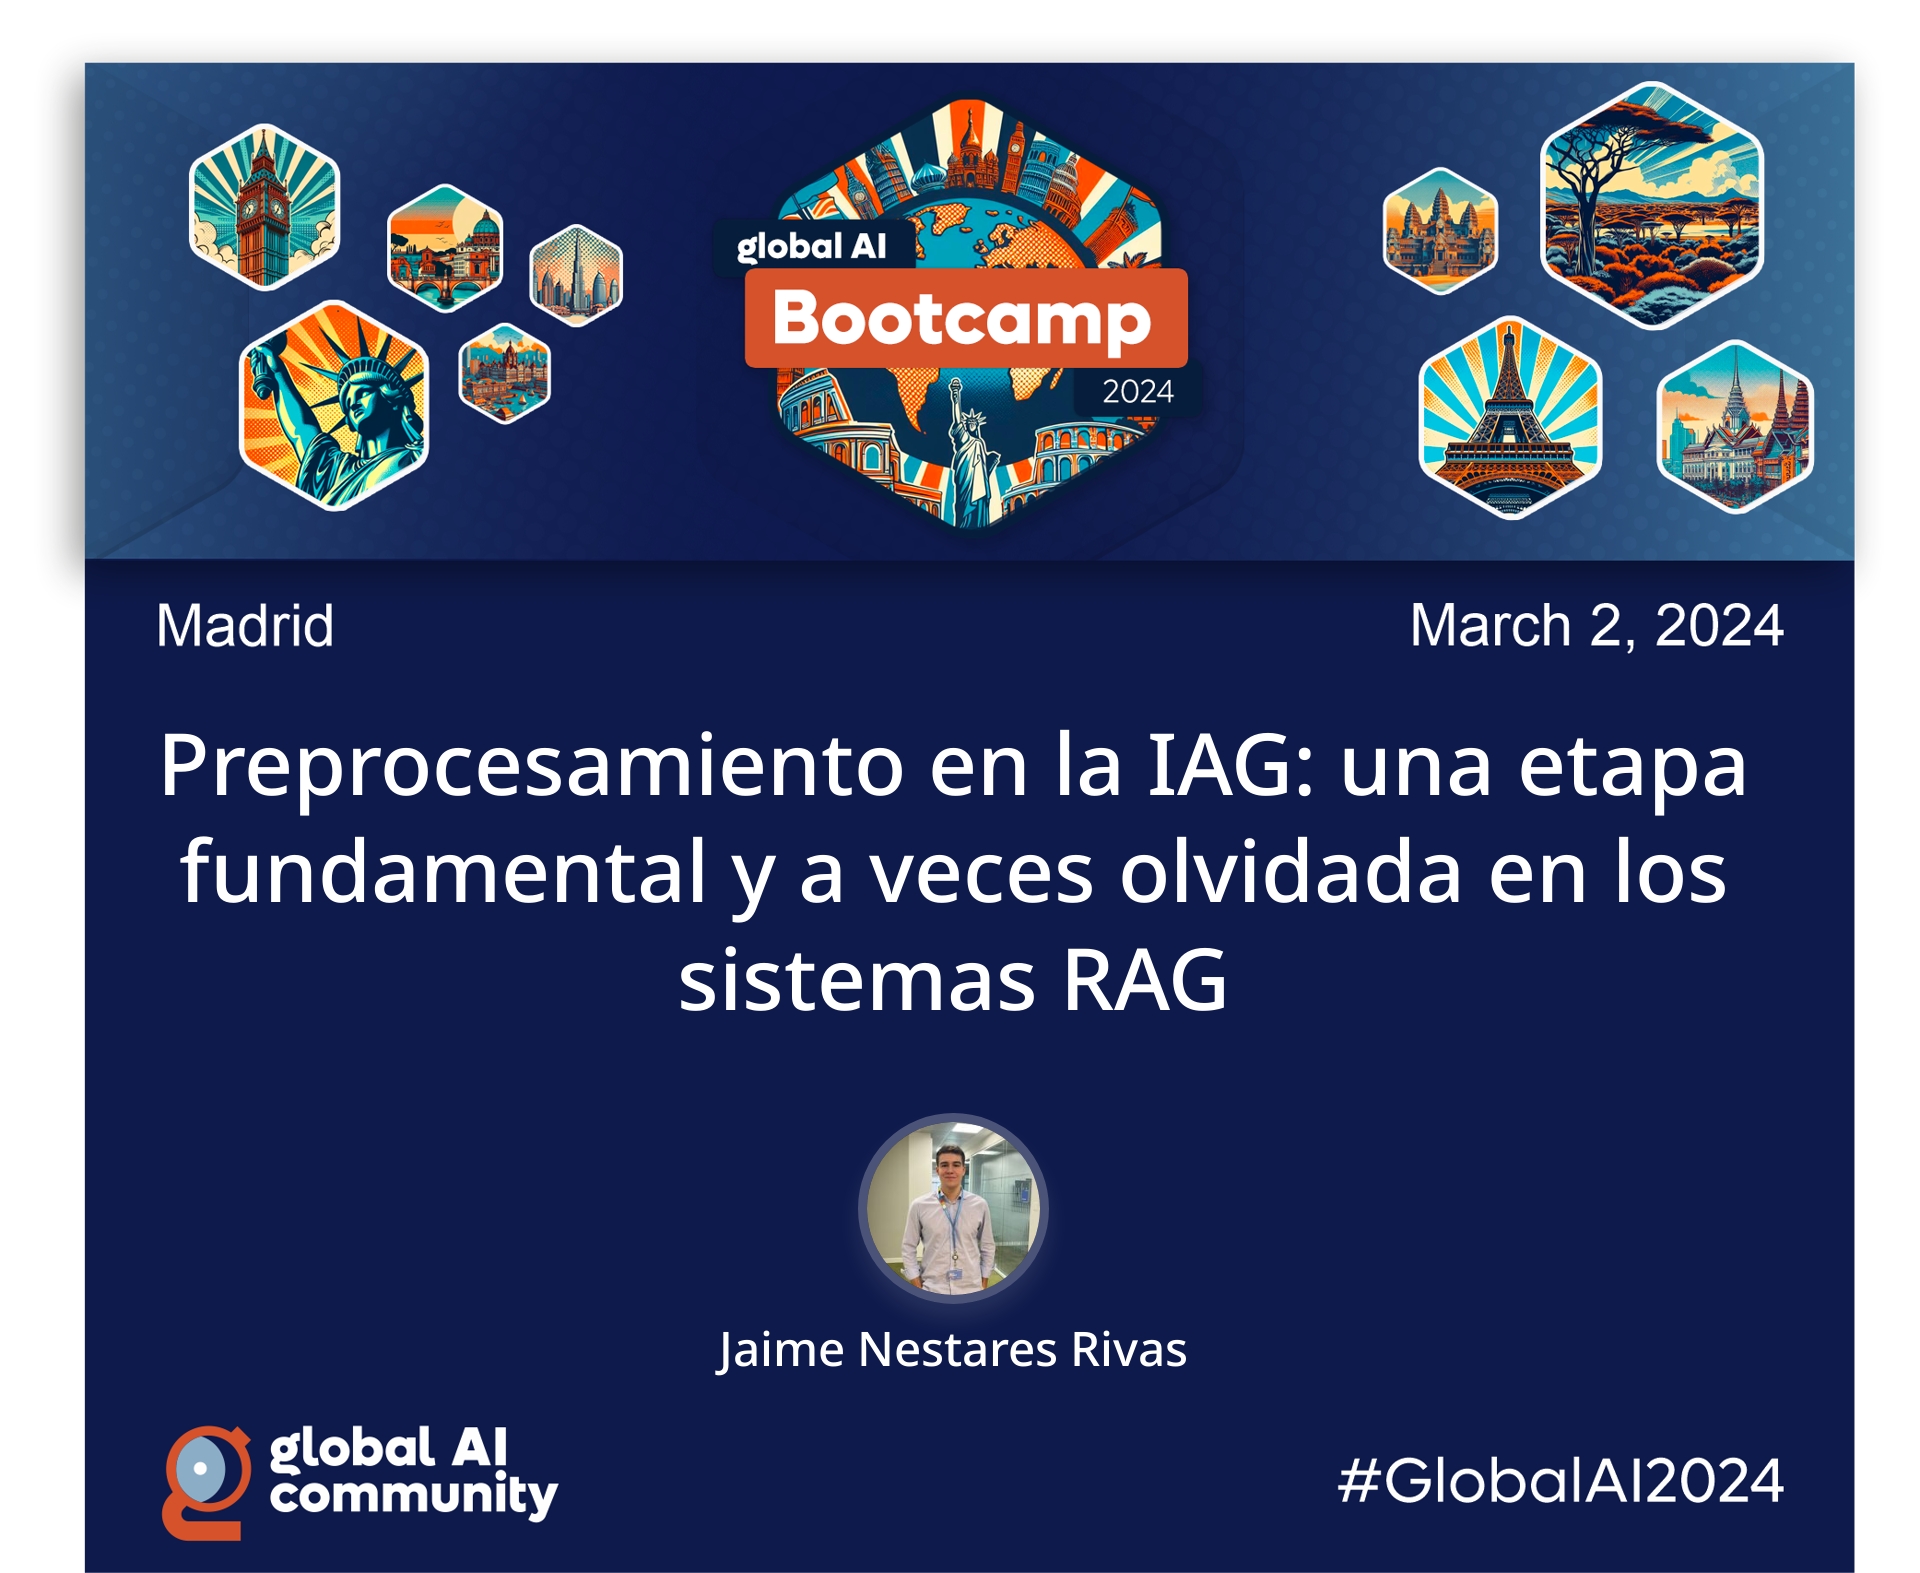 global AI
Bootcamp
2024
Madrid
March 2, 2024
Preprocesamiento en la IAG: una etapa
fundamental y a veces olvidada en los
sistemas RAG
Jaime Nestares Rivas
global AI
community
#GlobalAI2024